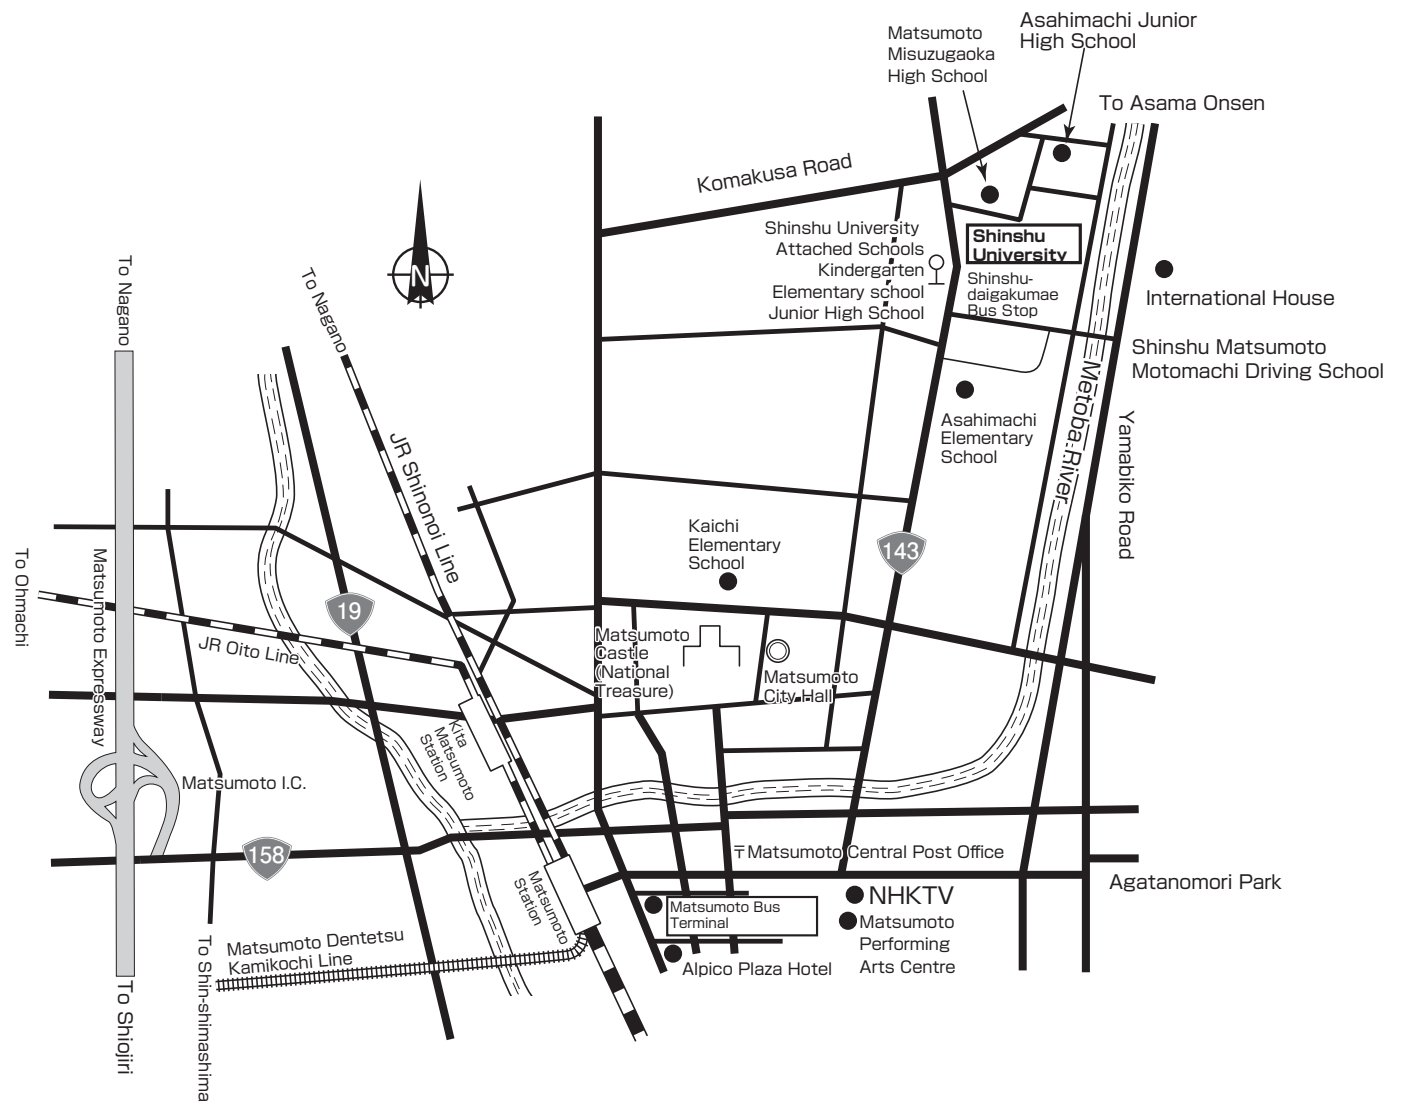 Asahimachi Junior
High School
Matsumoto
Misuzugaoka
High School
To Asama Onsen
Komakusa Road
Shinshu University
Attached Schools
Kindergarten
Elementary school
Junior High School
Shinshu
University
Shinshu-
daigakumae
Bus Stop
International House
Shinshu Matsumoto
Motomachi Driving School
N
To Nagano
To Nagano
JR Shinonoi Line
Metoba River
Yamabiko Road
Asahimachi
Elementary
School
Kaichi
Elementary
School
143
19
To Ohmachi
Matsumoto Expressway
JR Oito Line
Matsumoto
Castle
(National
Treasure)
Matsumoto
City Hall
Kita
Matsumoto
Station
Matsumoto I.C.
158
〒Matsumoto Central Post Office
Agatanomori Park
Matsumoto
Station
Matsumoto Bus
Terminal
NHKTV
Matsumoto
Performing
Arts Centre
Alpico Plaza Hotel
Matsumoto Dentetsu
Kamikochi Line
To Shiojiri
To Shin-shimashima